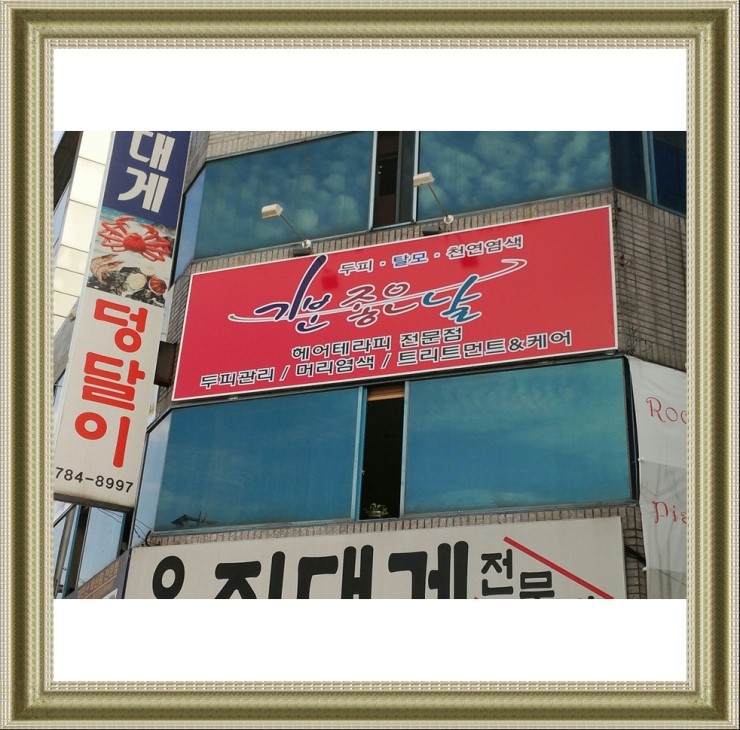 대게
덩달이
784-8997
두피 · 탈모 · 천연염색
기분 좋은날
헤어테라피 전문점
두피관리 / 머리염색 / 트리트먼트&케어
대게
전문